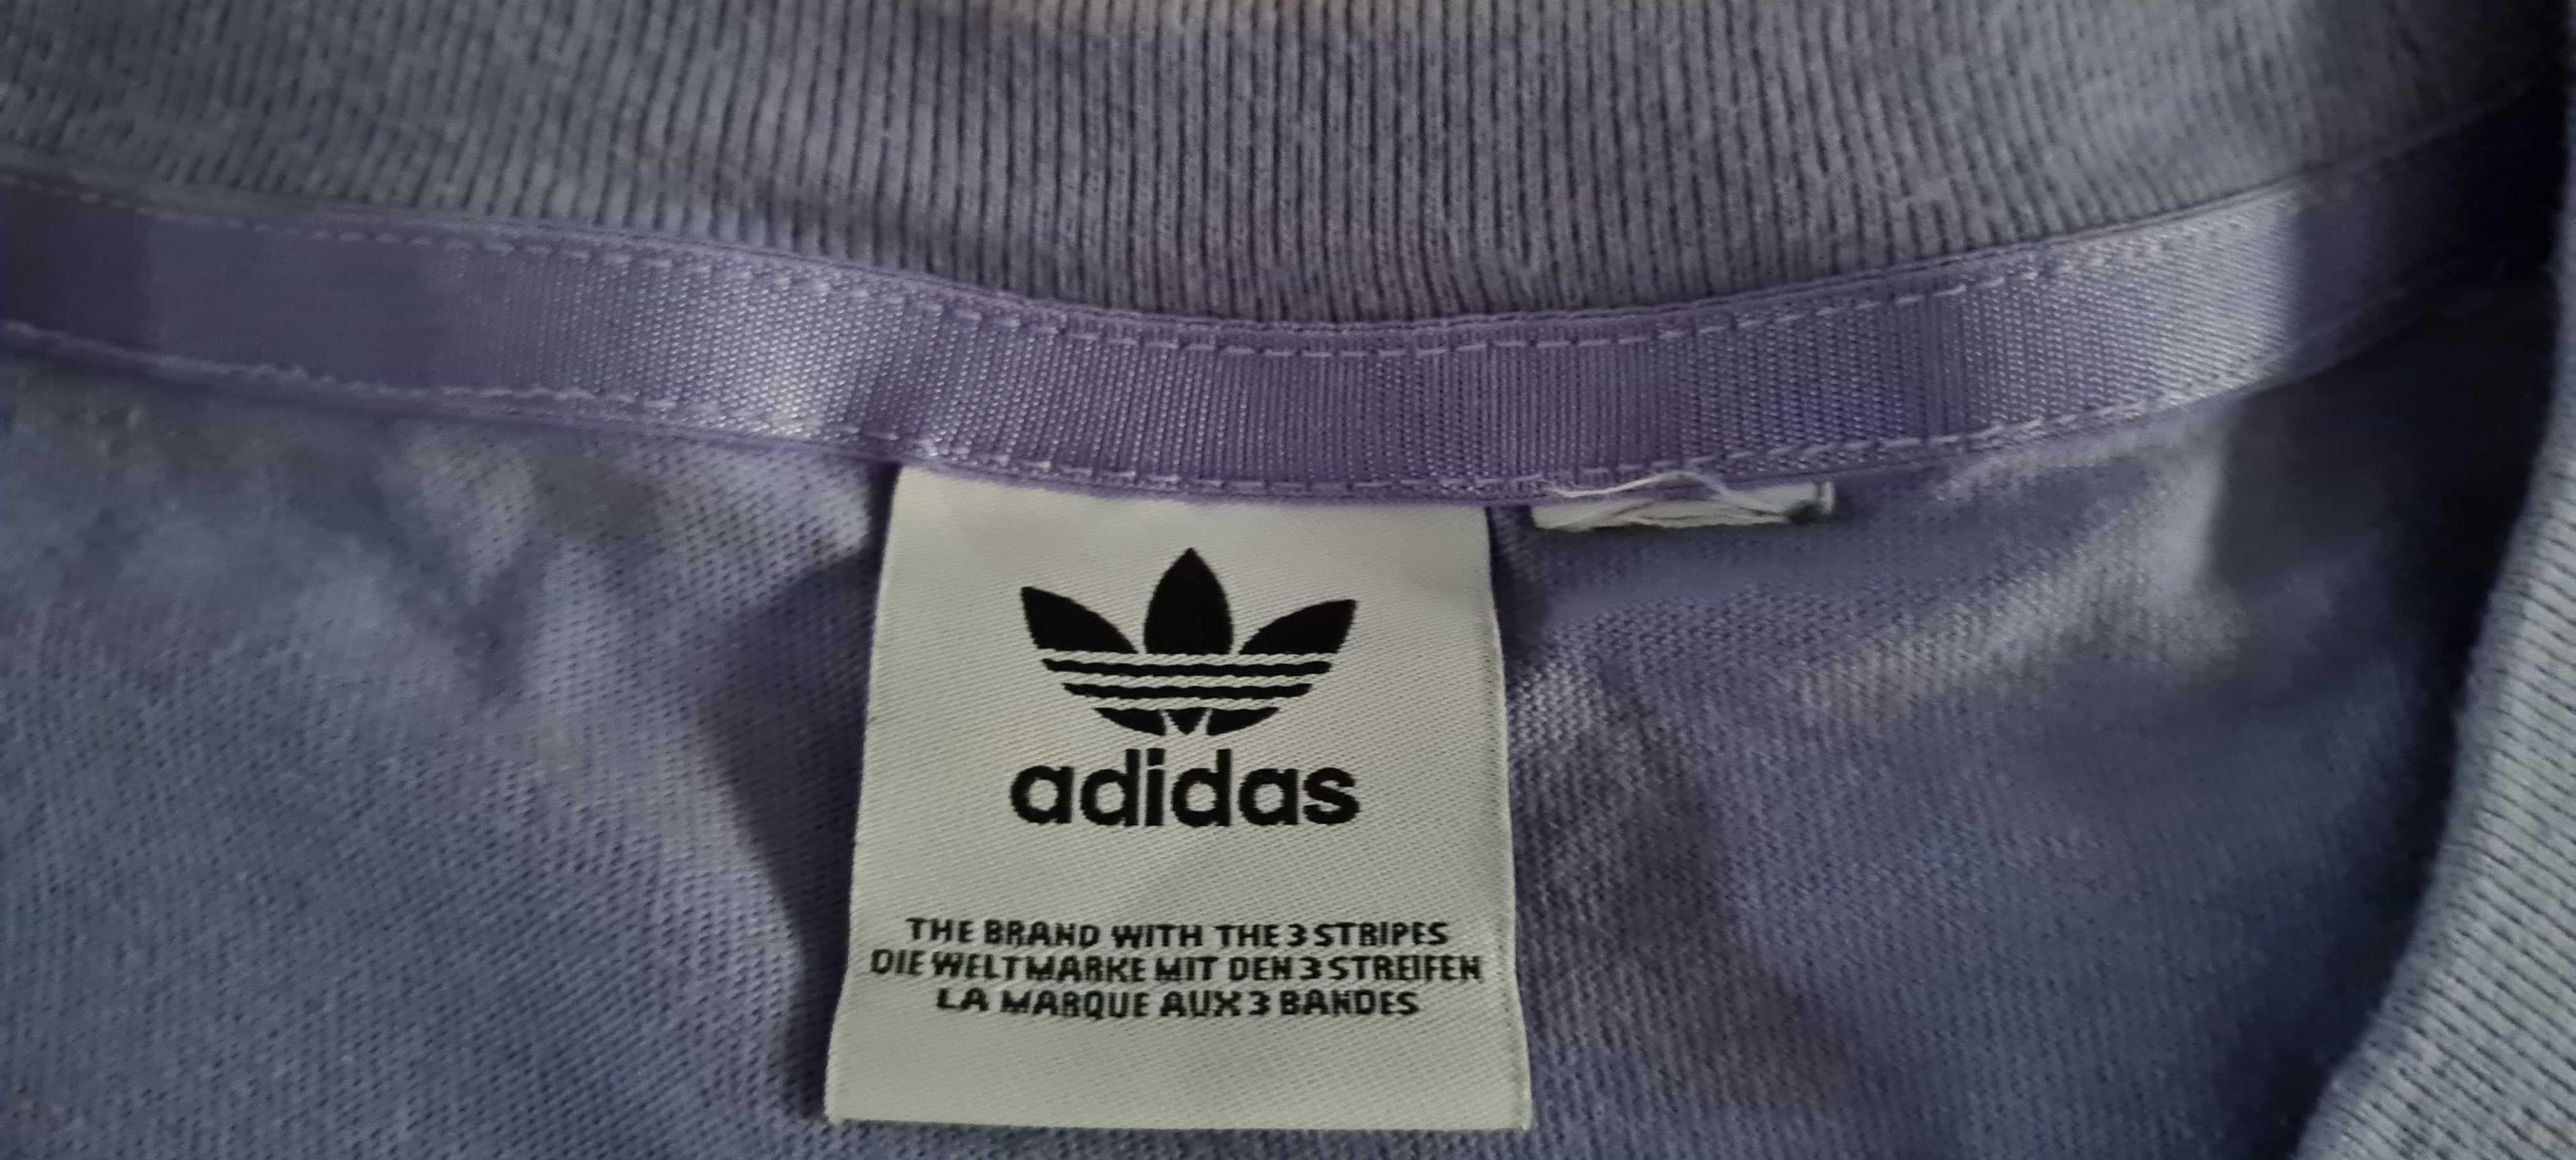 adidas
THE BRAND WITH THE 3 STRIPES
DIE WELTMARKE MIT DEN 3 STREIFEN
LA MARQUE AUX 3 BANDES